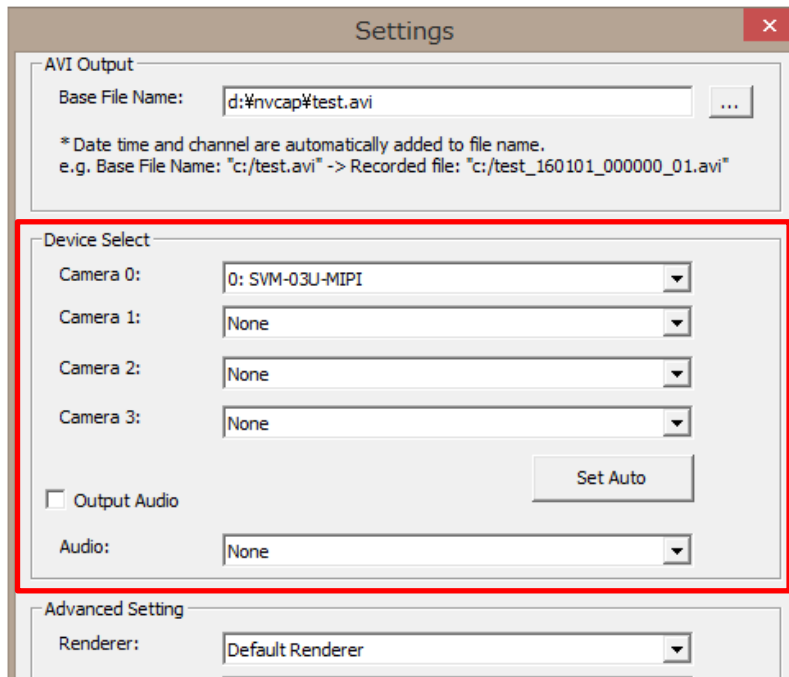 Settings
AVI Output
Base File Name:
d:¥nvcap¥test.avi
...
* Date time and channel are automatically added to file name.
e.g. Base File Name: "c:/test.avi" -> Recorded file: "c:/test_160101_000000_01.avi"
Device Select
Camera 0:
0: SVM-03U-MIPI
Camera 1:
None
Camera 2:
None
Camera 3:
None
Set Auto
Output Audio
Audio:
None
Advanced Setting
Renderer:
Default Renderer